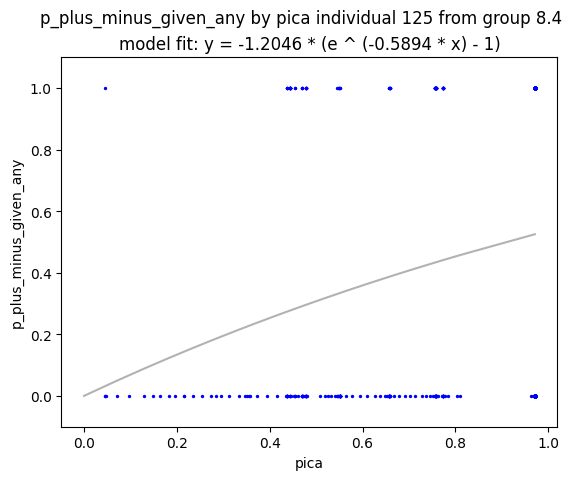 p_plus_minus_given_any by pica individual 125 from group 8.4
model fit: y = -1.2046 * (e ^ (-0.5894 * x) - 1)
1.0
0.8
0.6
0.4
0.2
0.0
p_plus_minus_given_any
0.0 0.2 0.4 0.6 0.8 1.0
pica